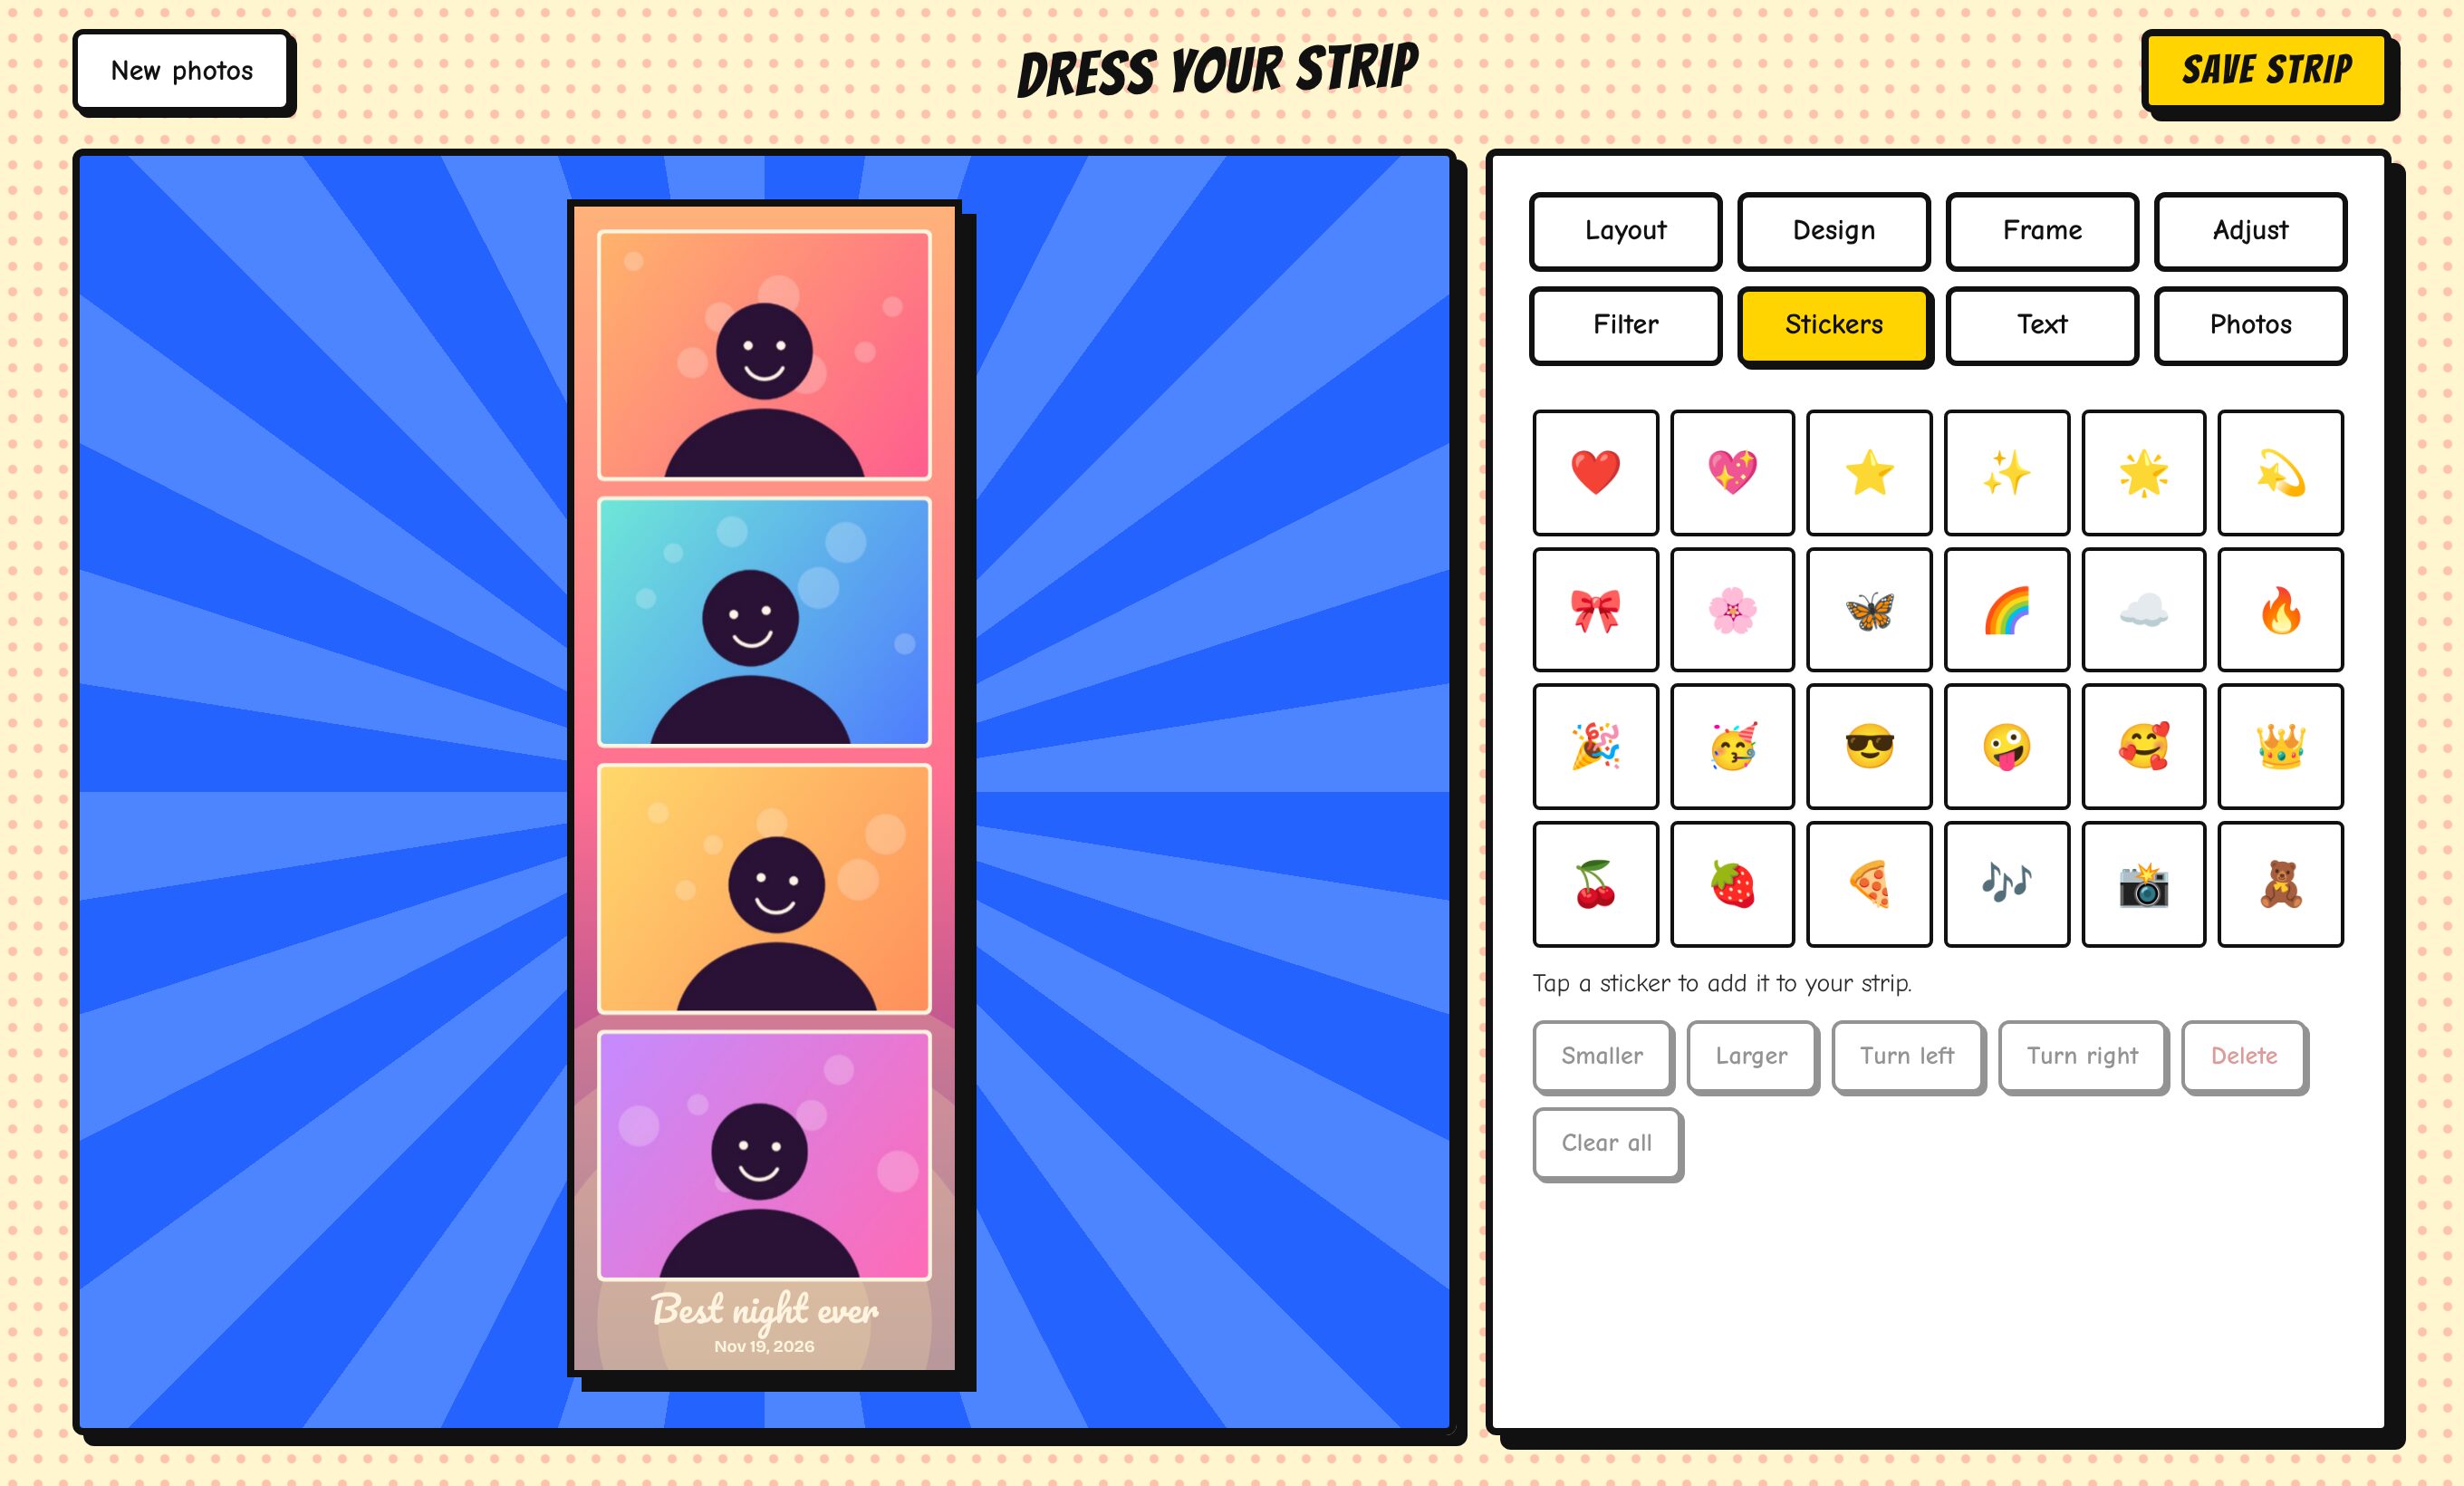 New photos
DRESS YOUR STRIP
SAVE STRIP
Layout
Design
Frame
Adjust
Filter
Stickers
Text
Photos
Tap a sticker to add it to your strip.
Smaller
Larger
Turn left
Turn right
Delete
Clear all
Best night ever
Nov 19, 2026